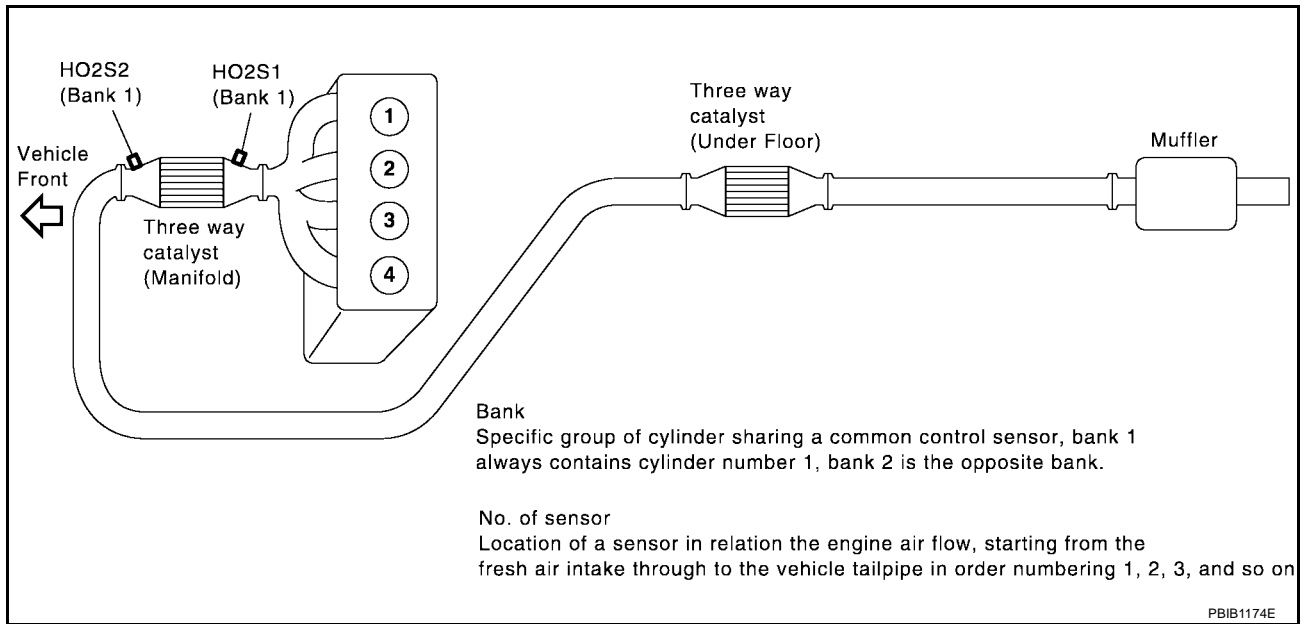 HO2S2
(Bank 1)
HO2S1
(Bank 1)
Vehicle
Front
Three way
catalyst
(Manifold)
1
2
3
4
Three way
catalyst
(Under Floor)
Muffler
Bank
Specific group of cylinder sharing a common control sensor, bank 1
always contains cylinder number 1, bank 2 is the opposite bank.
No. of sensor
Location of a sensor in relation the engine air flow, starting from the
fresh air intake through to the vehicle tailpipe in order numbering 1, 2, 3, and so on
PBIB1174E